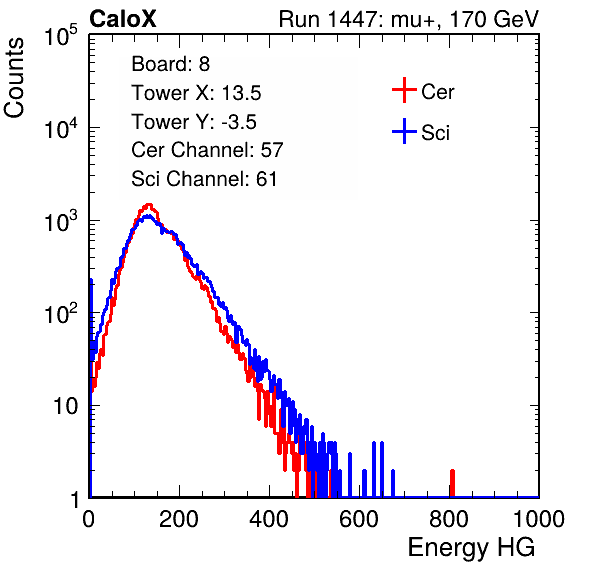 CaloX Run 1447: mu+, 170 GeV
Counts
Board: 8
Tower X: 13.5
Tower Y: -3.5
Cer Channel: 57
Sci Channel: 61
Cer
Sci
10^5
10^4
10^3
10^2
10
1
0 200 400 600 800 1000
Energy HG